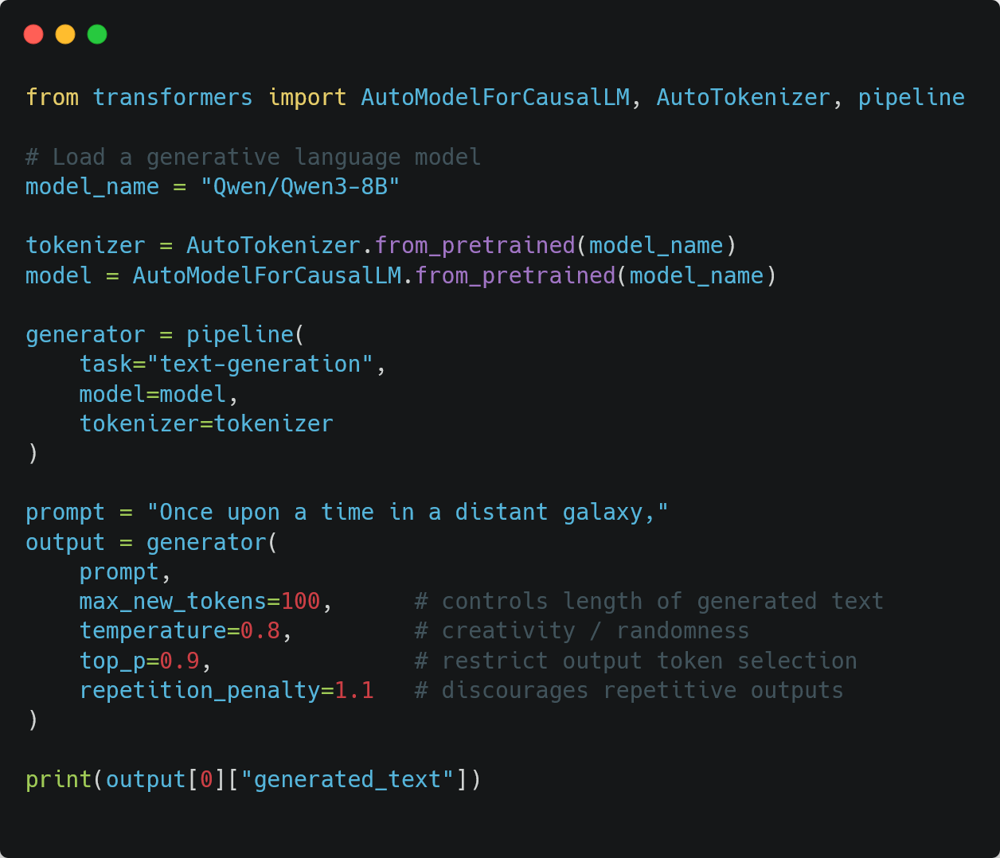 from transformers import AutoModelForCausalLM, AutoTokenizer, pipeline

# Load a generative language model
model_name = "Qwen/Qwen3-8B"

tokenizer = AutoTokenizer.from_pretrained(model_name)
model = AutoModelForCausalLM.from_pretrained(model_name)

generator = pipeline(
    task="text-generation",
    model=model,
    tokenizer=tokenizer
)

prompt = "Once upon a time in a distant galaxy,"
output = generator(
    prompt,
    max_new_tokens=100,      # controls length of generated text
    temperature=0.8,         # creativity / randomness
    top_p=0.9,               # restrict output token selection
    repetition_penalty=1.1   # discourages repetitive outputs
)

print(output[0]["generated_text"])